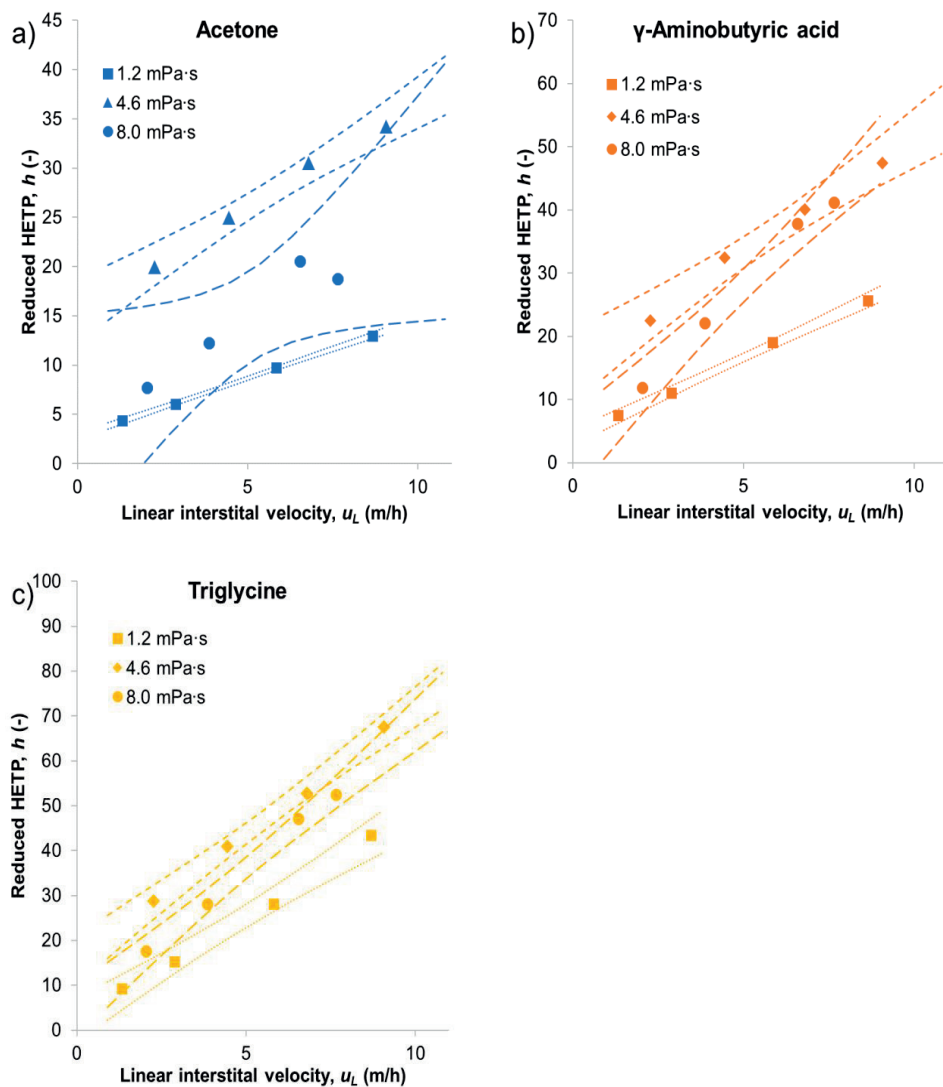 a)
Acetone
1.2 mPa·s
4.6 mPa·s
8.0 mPa·s
Reduced HETP, h (-)
45
40
35
30
25
20
15
10
5
0
0 5 10
Linear interstital velocity, uL (m/h)
b)
γ-Aminobutyric acid
1.2 mPa·s
4.6 mPa·s
8.0 mPa·s
Reduced HETP, h (-)
70
60
50
40
30
20
10
0
0 5 10
Linear interstital velocity, uL (m/h)
c)
Triglycine
1.2 mPa·s
4.6 mPa·s
8.0 mPa·s
Reduced HETP, h (-)
100
90
80
70
60
50
40
30
20
10
0
0 5 10
Linear interstital velocity, uL (m/h)